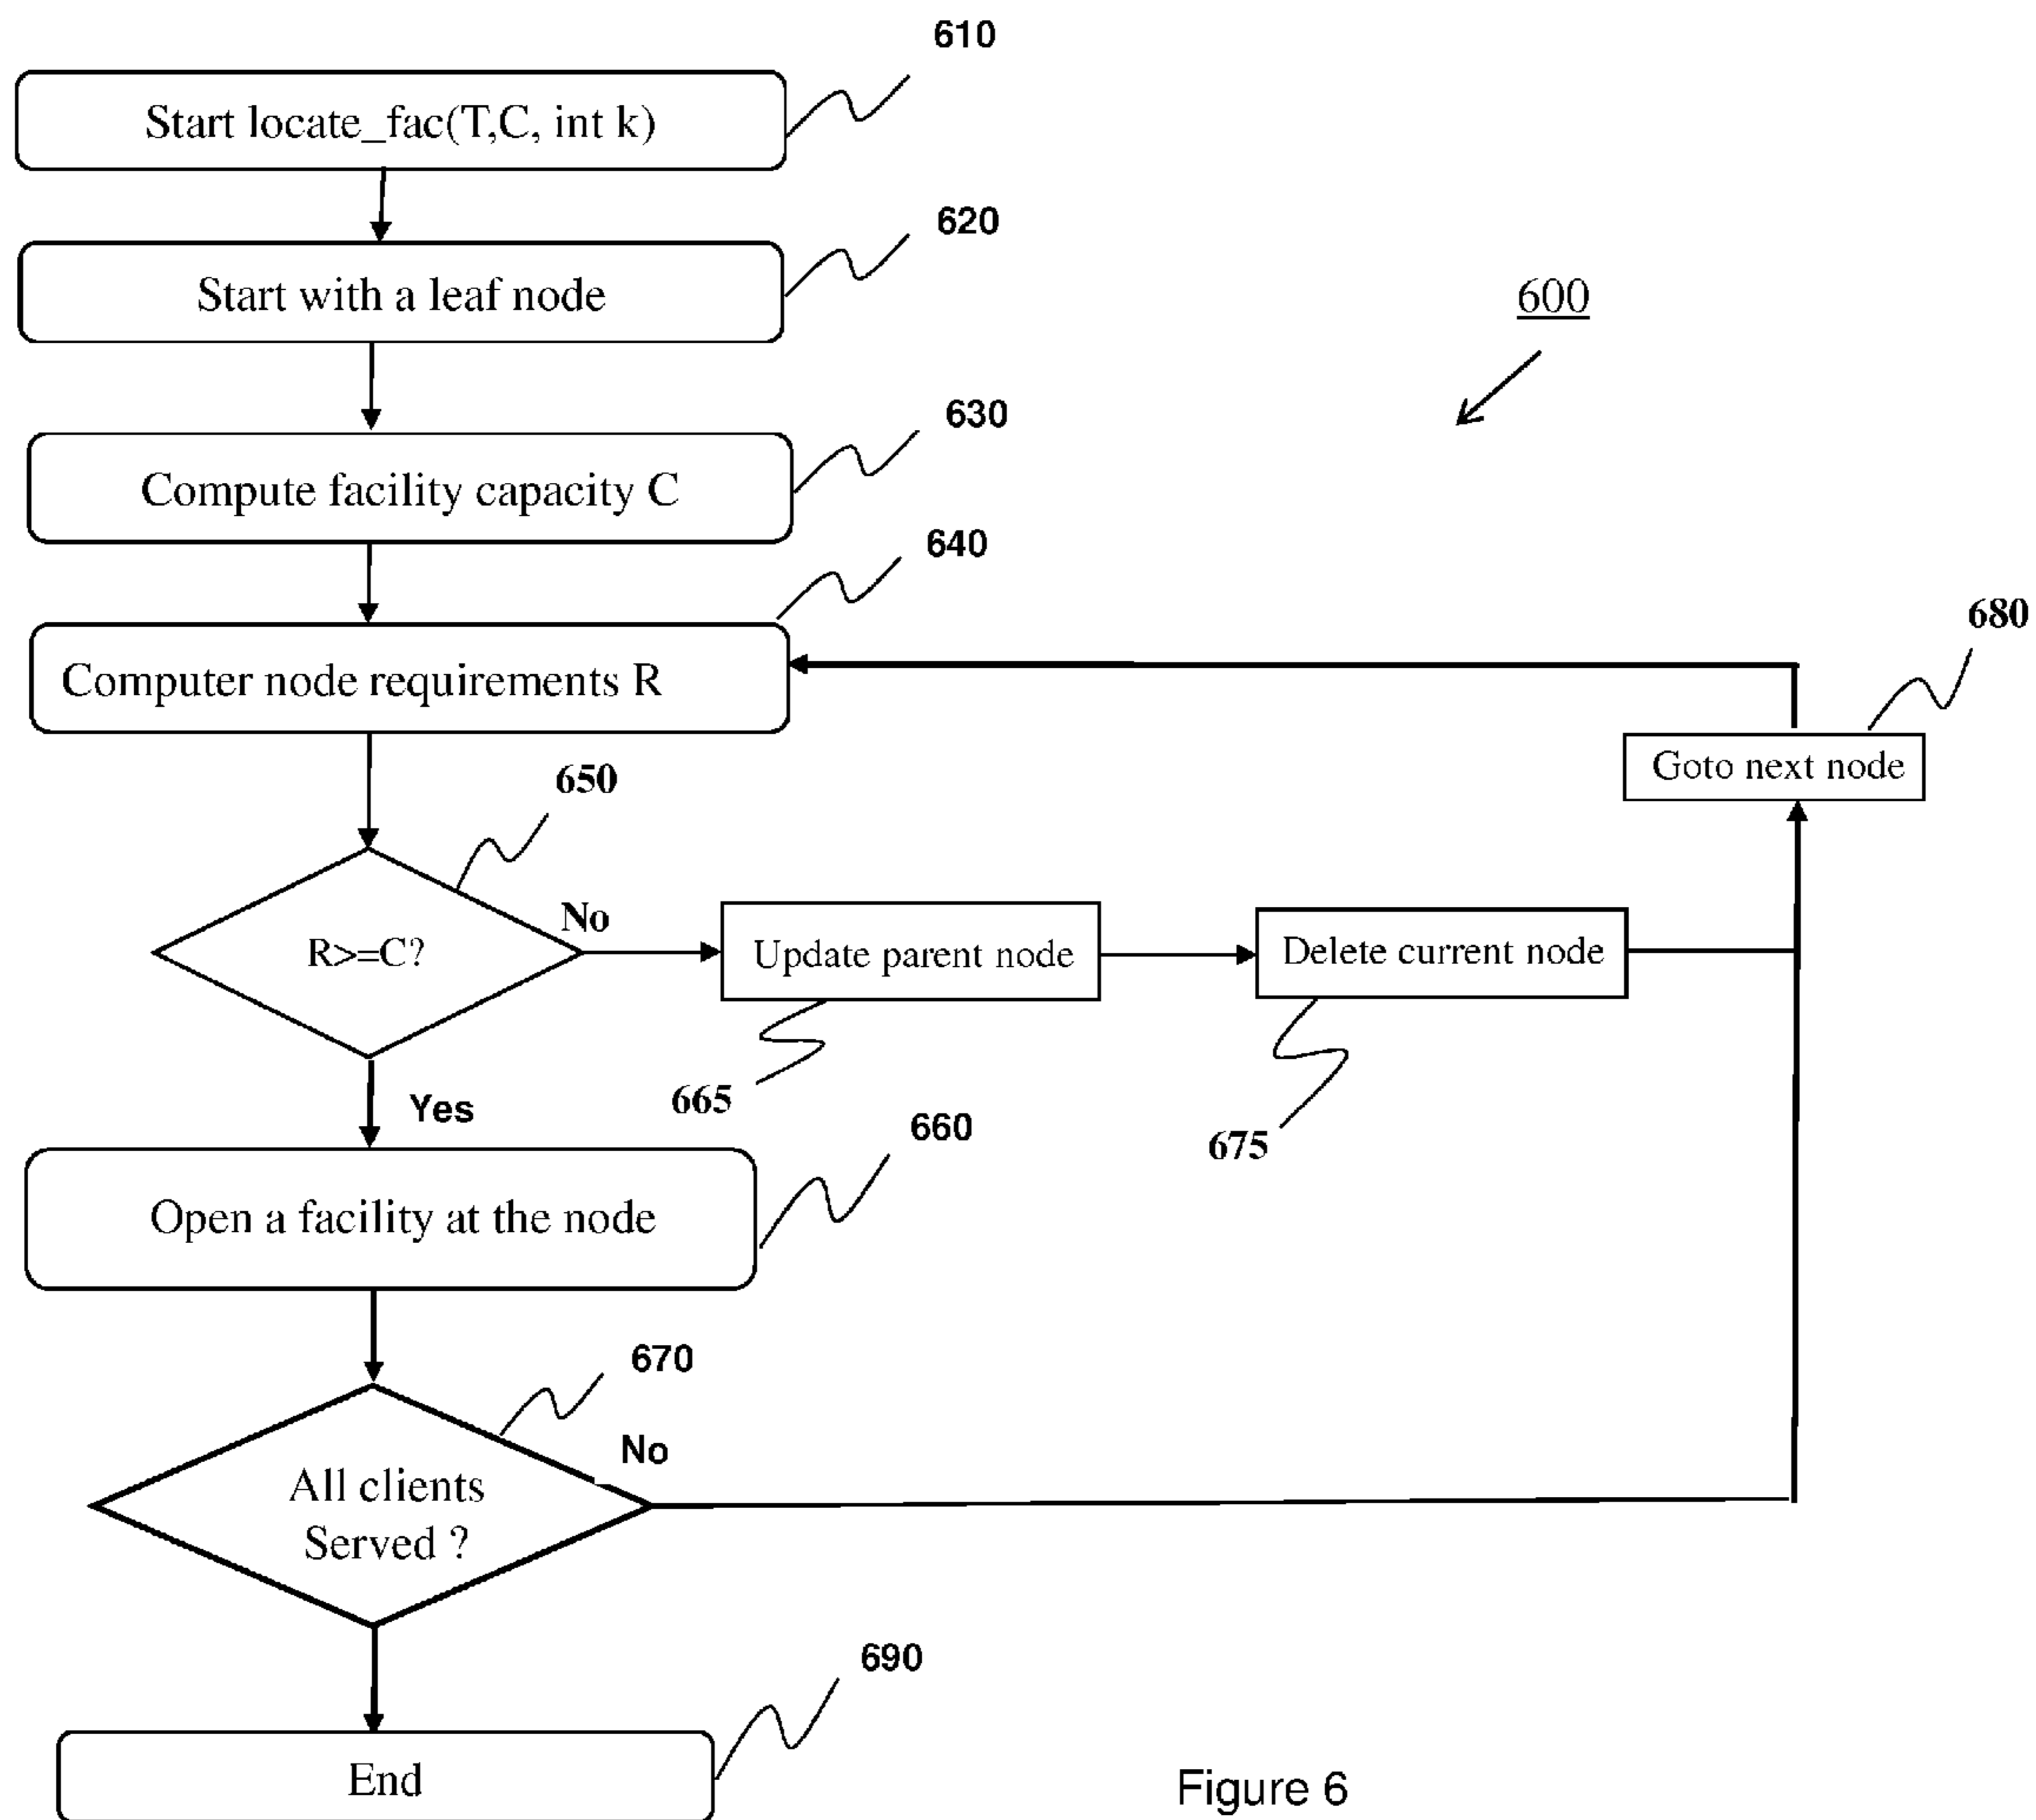 610
Start locate_fac(T,C, int k)
620
Start with a leaf node
600
630
Compute facility capacity C
640
Computer node requirements R
680
Goto next node
650
No
R>=C?
Update parent node
Delete current node
665
675
Yes
660
Open a facility at the node
670
No
All clients
Served ?
690
End
Figure 6